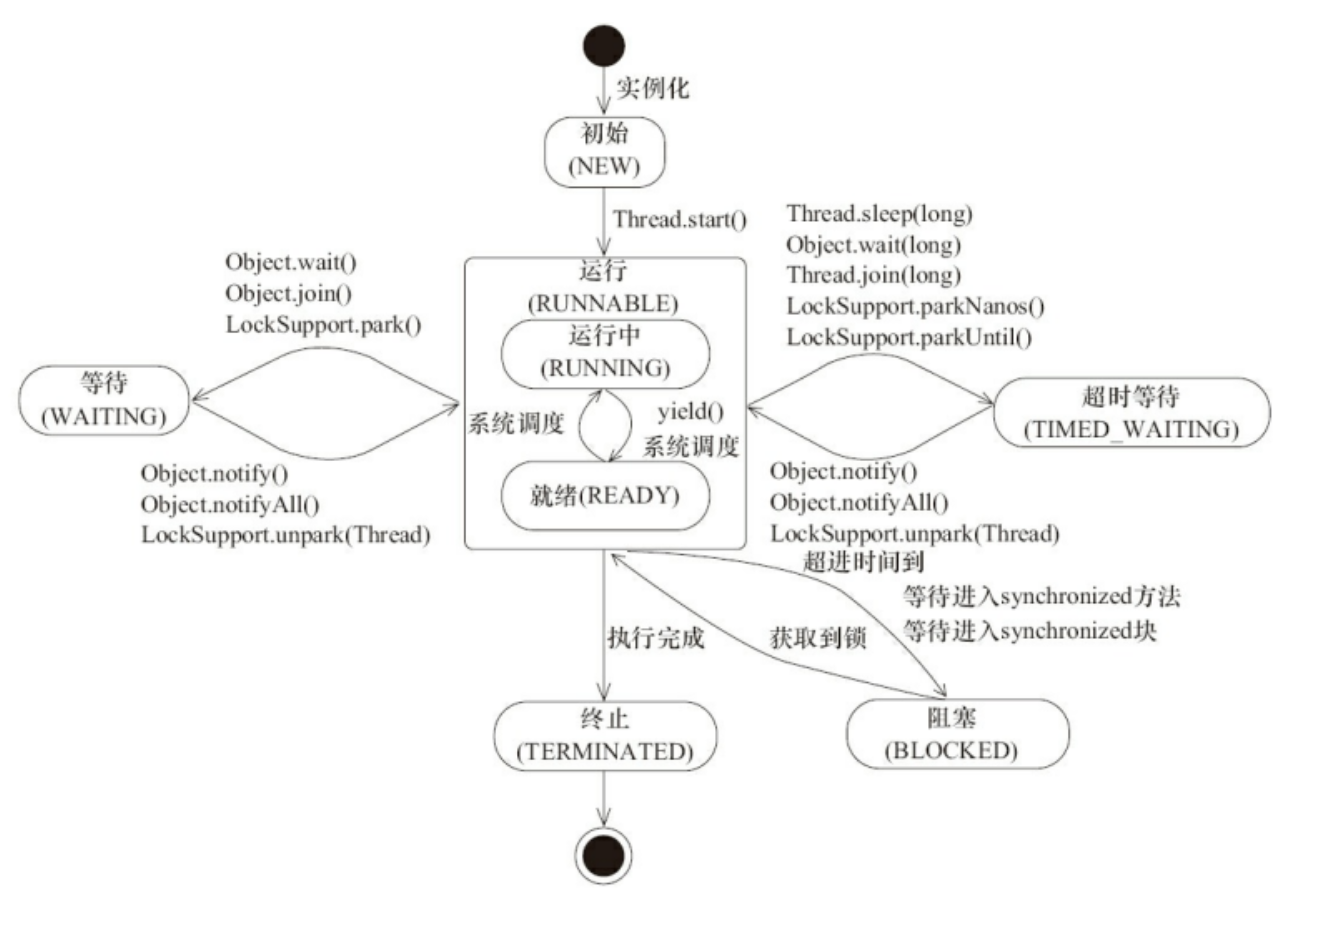 实例化
初始
(NEW)
Thread.start()
Object.wait()
Object.join()
LockSupport.park()
Thread.sleep(long)
Object.wait(long)
Thread.join(long)
LockSupport.parkNanos()
LockSupport.parkUntil()
运行
(RUNNABLE)
运行中
(RUNNING)
系统调度
yield()
系统调度
就绪(READY)
等待
(WAITING)
超时等待
(TIMED_WAITING)
Object.notify()
Object.notifyAll()
LockSupport.unpark(Thread)
Object.notify()
Object.notifyAll()
LockSupport.unpark(Thread)
超进时间到
等待进入synchronized方法
等待进入synchronized块
执行完成
获取到锁
终止
(TERMINATED)
阻塞
(BLOCKED)